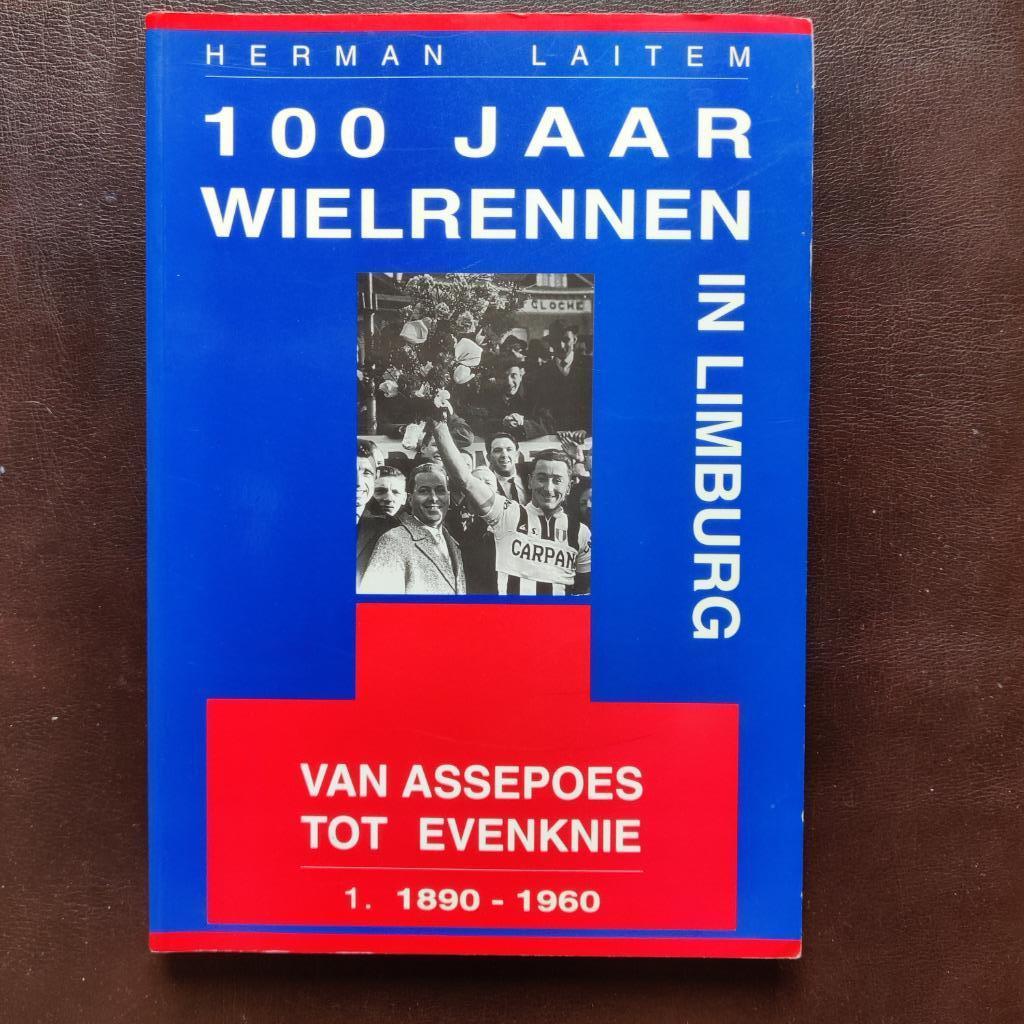 HERMAN LAITEM
100 JAAR
WIELRENNEN
IN LIMBURG
CLOCHE
CARPAN
VAN ASSEPOES
TOT EVENKNIE
1. 1890 - 1960